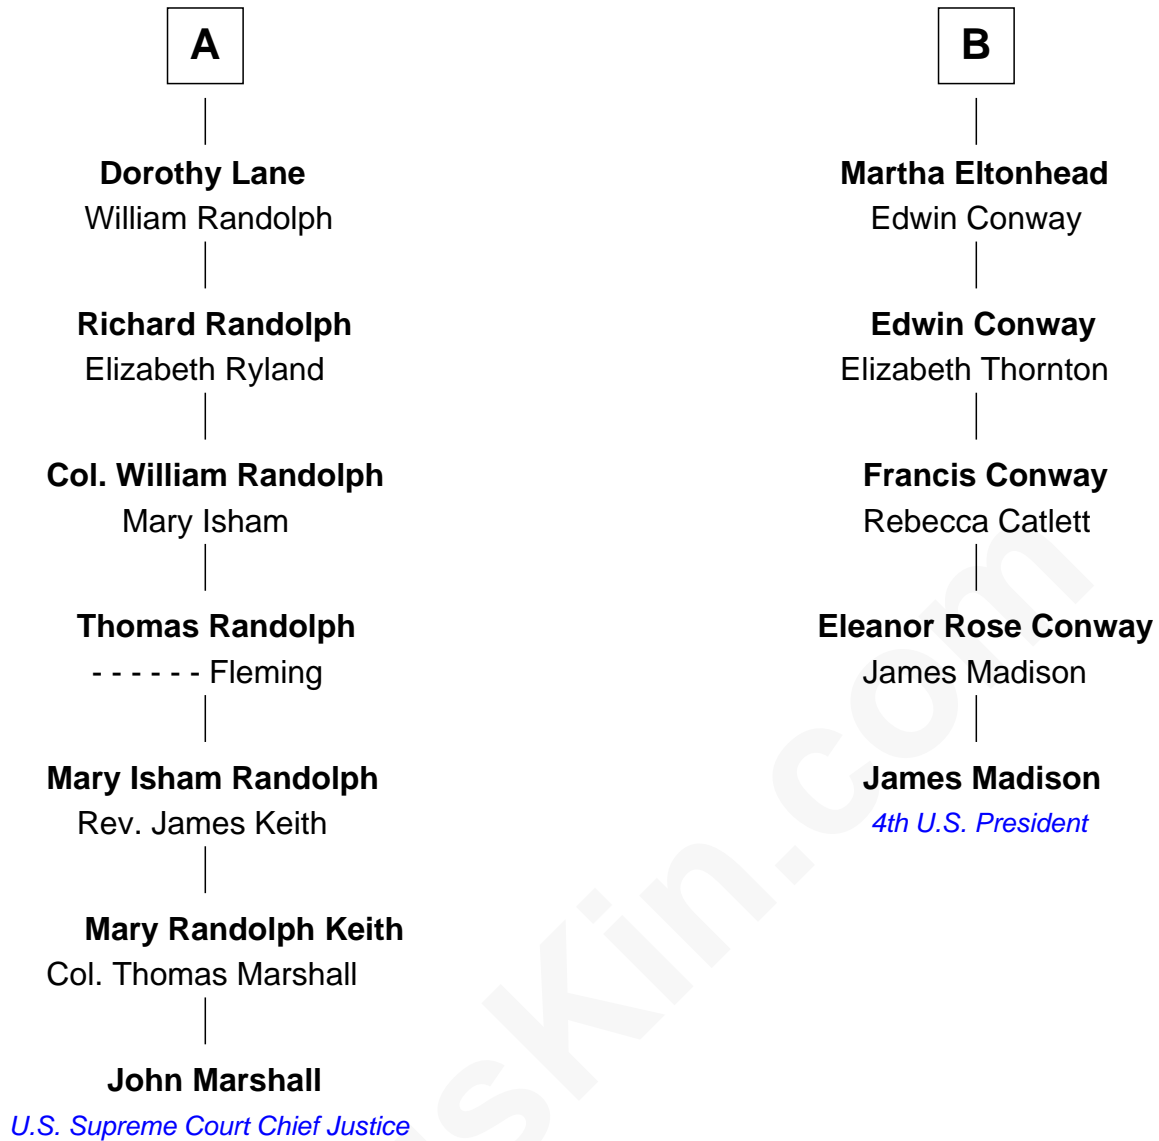 A
Dorothy Lane
William Randolph
Richard Randolph
Elizabeth Ryland
Col. William Randolph
Mary Isham
Thomas Randolph
- - - - - - Fleming
Mary Isham Randolph
Rev. James Keith
Mary Randolph Keith
Col. Thomas Marshall
John Marshall
U.S. Supreme Court Chief Justice
B
Martha Eltonhead
Edwin Conway
Edwin Conway
Elizabeth Thornton
Francis Conway
Rebecca Catlett
Eleanor Rose Conway
James Madison
James Madison
4th U.S. President
sKin.com